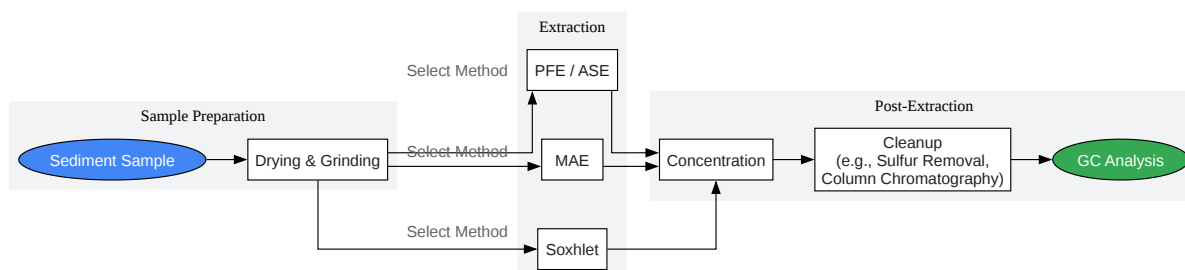 Extraction
Select Method
PFE / ASE
Sample Preparation
Post-Extraction
Sediment Sample
Drying & Grinding
Select Method
MAE
Concentration
Cleanup
(e.g., Sulfur Removal,
Column Chromatography)
GC Analysis
Select Method
Soxhlet